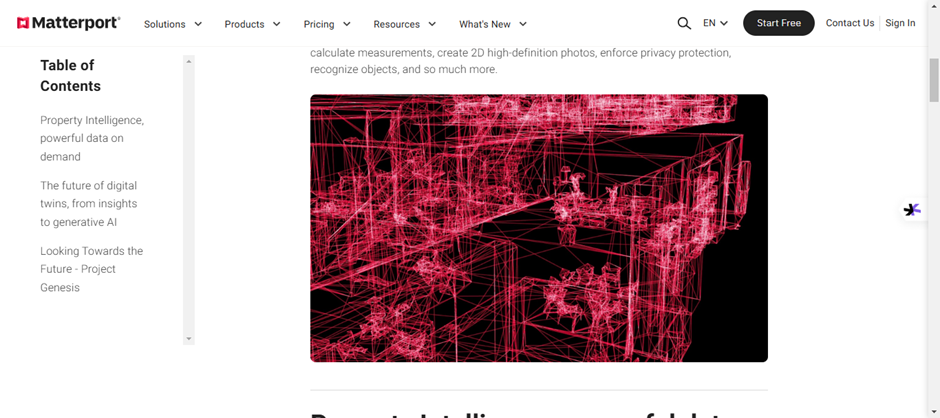 Matterport®
Solutions
Products
Pricing
Resources
What's New
EN
Start Free
Contact Us
Sign In
Table of
Contents
Property Intelligence,
powerful data on
demand
The future of digital
twins, from insights
to generative AI
Looking Towards the
Future - Project
Genesis
calculate measurements, create 2D high-definition photos, enforce privacy protection,
recognize objects, and so much more.